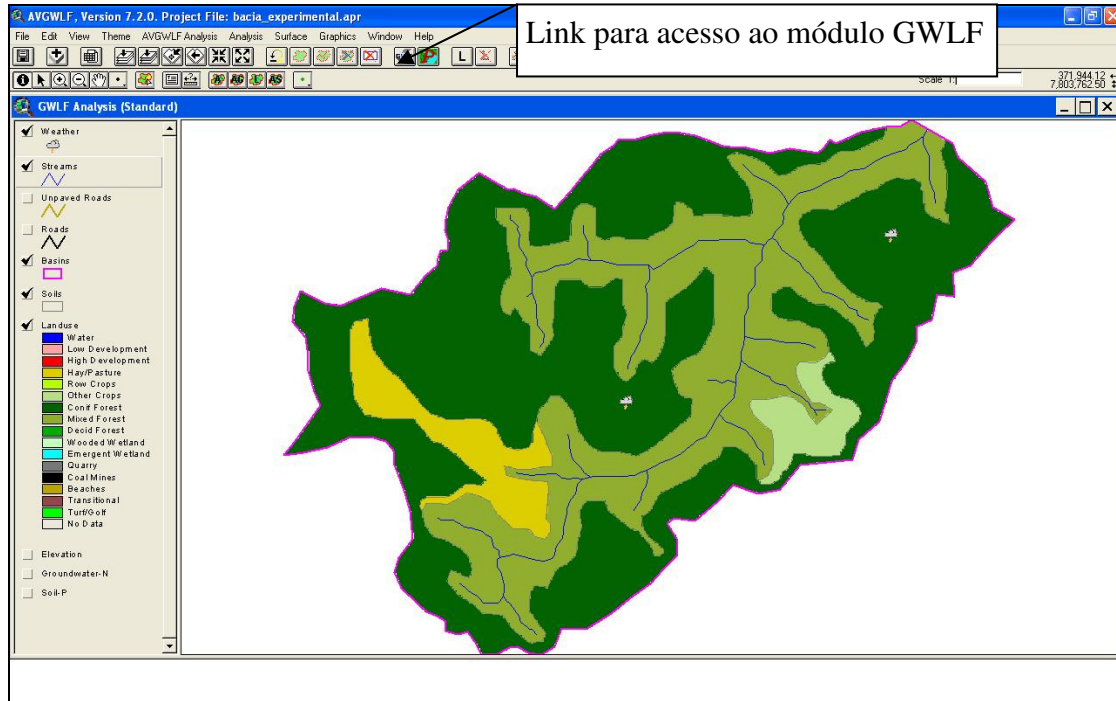 AVGWLF, Version 7.2.0. Project File: bacia_experimental.apr
Link para acesso ao módulo GWLF
File Edit View Theme AVGWLF Analysis Analysis Surface Graphics Window Help
L
Scale 1:
371,944.12
7,803,762.50
GWLF Analysis (Standard)
Weather
Streams
Unpaved Roads
Roads
Basins
Soils
Landuse
Water
Low Development
High Development
Hay/Pasture
Row Crops
Other Crops
Conif Forest
Mixed Forest
Decid Forest
Wooded Wetland
Emergent Wetland
Quarry
Coal Mines
Beaches
Transitional
Turf/Golf
No Data
Elevation
Groundwater-N
Soil-P